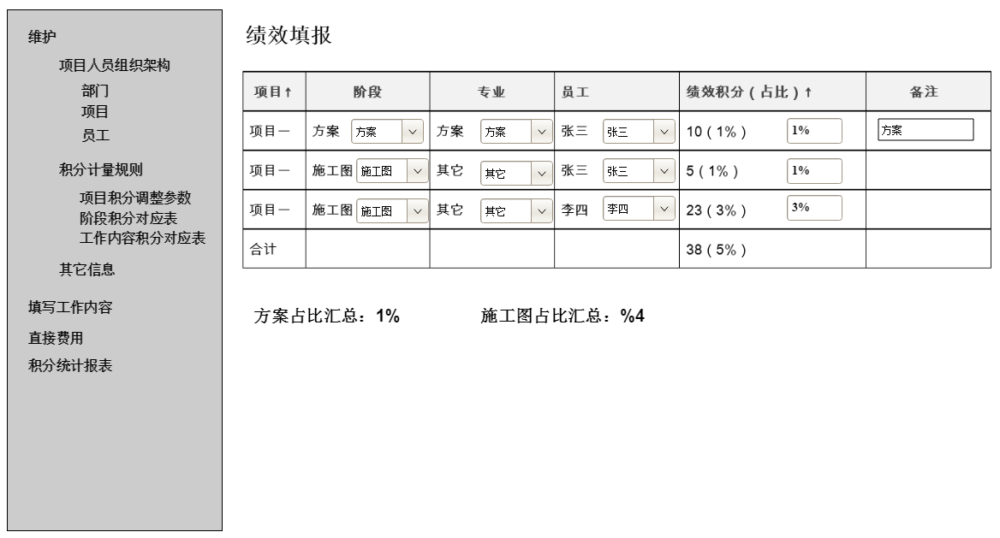 维护
项目人员组织架构
部门
项目
员工
积分计量规则
项目积分调整参数
阶段积分对应表
工作内容积分对应表
其它信息
填写工作内容
直接费用
积分统计报表
绩效填报
项目↑ 阶段 专业 员工 绩效积分（占比）↑ 备注
项目一 方案 方案 方案 方案 张三 张三 10（1%） 1% 方案
项目一 施工图 施工图 其它 其它 张三 张三 5（1%） 1%
项目一 施工图 施工图 其它 其它 李四 李四 23（3%） 3%
合计 38（5%）
方案占比汇总：1% 施工图占比汇总：%4